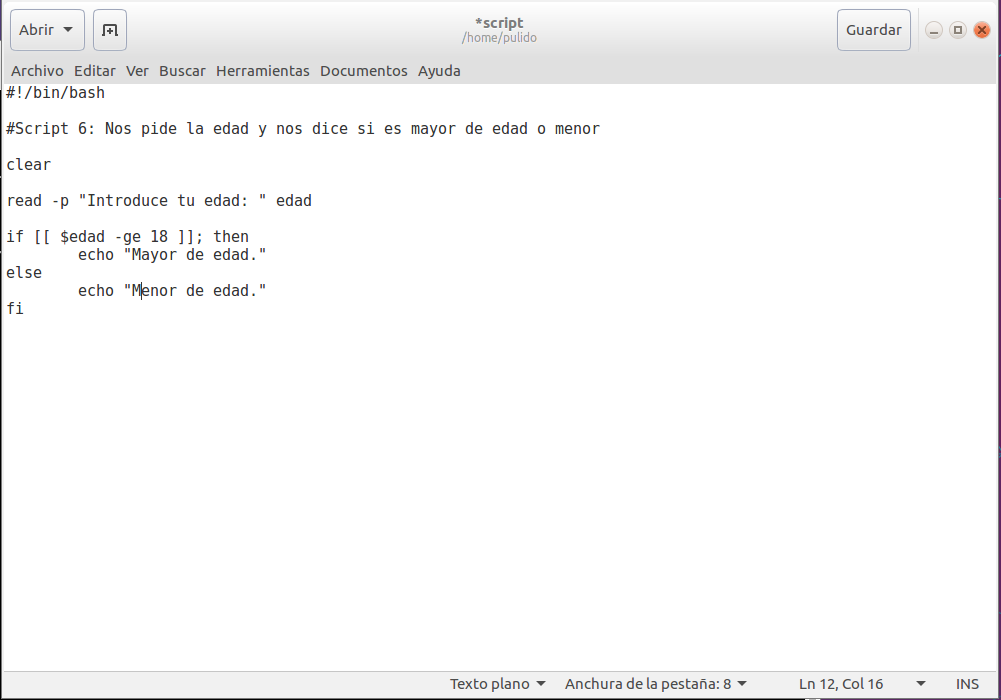 Abrir
*script
/home/pulido
Guardar
Archivo Editar Ver Buscar Herramientas Documentos Ayuda
#!/bin/bash
#Script 6: Nos pide la edad y nos dice si es mayor de edad o menor
clear
read -p "Introduce tu edad: " edad
if [[ $edad -ge 18 ]]; then
echo "Mayor de edad."
else
echo "Menor de edad."
fi
Texto plano Anchura de la pestaña: 8 Ln 12, Col 16 INS